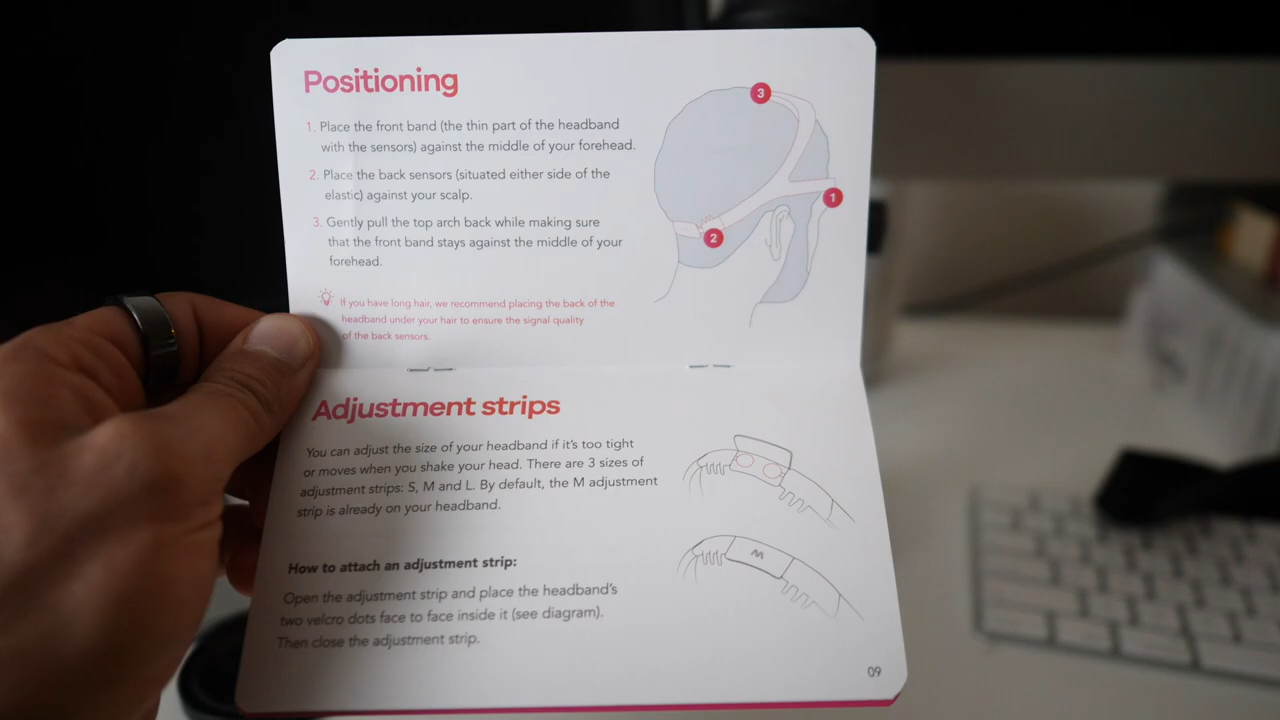 Positioning
1. Place the front band (the thin part of the headband
with the sensors) against the middle of your forehead.
2. Place the back sensors (situated either side of the
elastic) against your scalp.
3. Gently pull the top arch back while making sure
that the front band stays against the middle of your
forehead.
If you have long hair, we recommend placing the back of the
headband under your hair to ensure the signal quality
of the back sensors.
3
1
2
Adjustment strips
You can adjust the size of your headband if it's too tight
or moves when you shake your head. There are 3 sizes of
adjustment strips: S, M and L. By default, the M adjustment
strip is already on your headband.
How to attach an adjustment strip:
Open the adjustment strip and place the headband's
two velcro dots face to face inside it (see diagram).
Then close the adjustment strip.
M
09